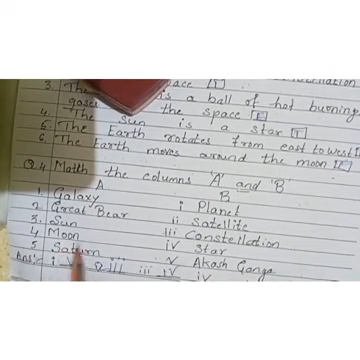 3. The is a ball of hot burning
gases the space [F]
4. The sun is a star [T]
5. The Earth rotates from east to west
6. The Earth moves around the moon [F]
Q.4 Match the columns 'A' and 'B'
A B
1. Galaxy i Planet
2. Great Bear ii Satellite
3. Sun iii Constellation
4 Moon iv Star
5 Saturn v Akash Ganga
Ans:- i V 2 iii iii iv iv